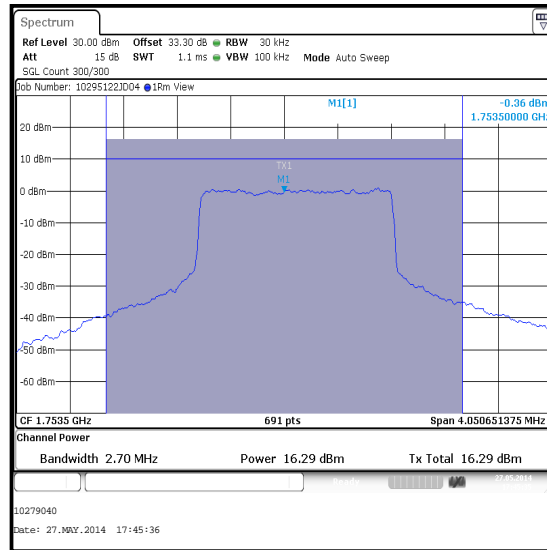 Spectrum
Ref Level 30.00 dBm Offset 33.30 dB RBW 30 kHz
Att 15 dB SWT 1.1 ms VBW 100 kHz Mode Auto Sweep
SGL Count 300/300
Job Number: 10295122JD04 1Rm View
M1[1] -0.36 dBm
1.75350000 GHz
20 dBm
10 dBm
TX1
M1
0 dBm
-10 dBm
-20 dBm
-30 dBm
-40 dBm
-50 dBm
-60 dBm
CF 1.7535 GHz 691 pts Span 4.050651375 MHz
Channel Power
Bandwidth 2.70 MHz Power 16.29 dBm Tx Total 16.29 dBm
Ready 27.05.2014
10279040
Date: 27.MAY.2014 17:45:36